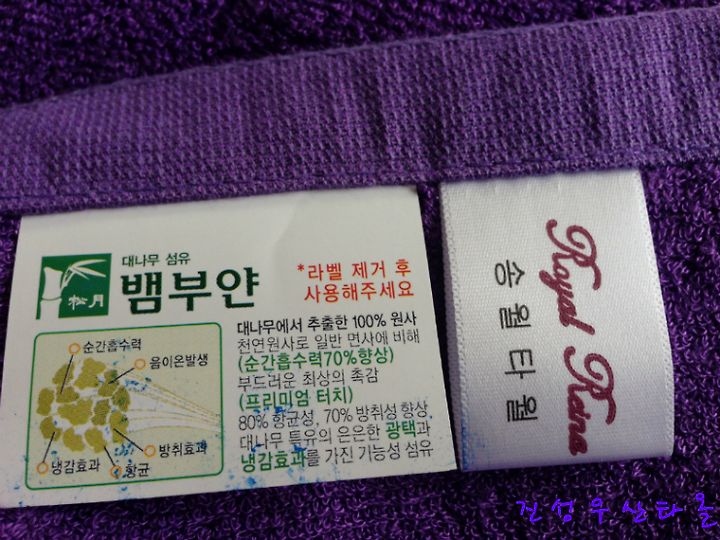 대나무 섬유
뱀부얀
松月
*라벨 제거 후
사용해주세요
순간흡수력
음이온발생
방취효과
냉감효과
항균
대나무에서 추출한 100% 원사
천연원사로 일반 면사에 비해
(순간흡수력70%향상)
부드러운 최상의 촉감
(프리미엄 터치)
80% 항균성, 70% 방취성 향상,
대나무 특유의 은은한 광택과
냉감효과를 가진 기능성 섬유
Royal Reina
송월타월
진성우산타올